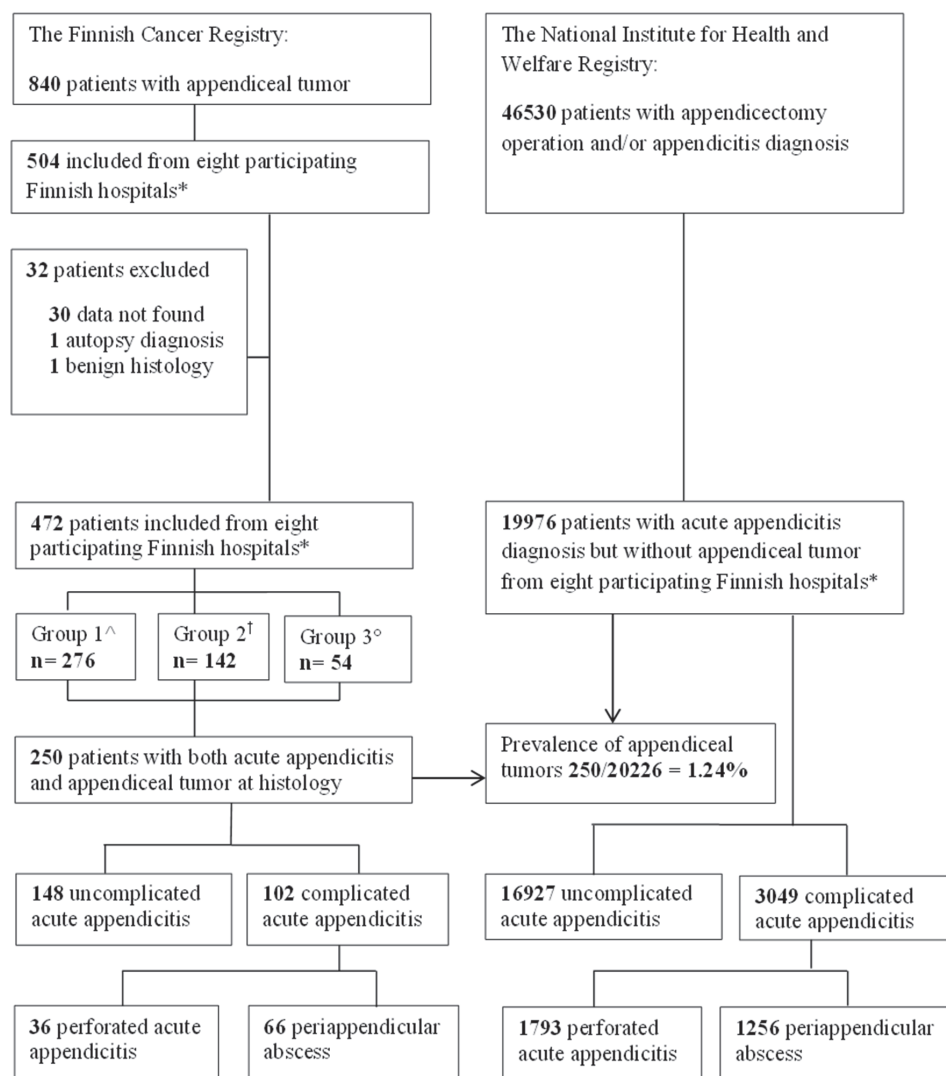 The Finnish Cancer Registry:
840 patients with appendiceal tumor
504 included from eight participating
Finnish hospitals*
32 patients excluded
30 data not found
1 autopsy diagnosis
1 benign histology
472 patients included from eight
participating Finnish hospitals*
Group 1^
n= 276
Group 2†
n= 142
Group 3°
n= 54
250 patients with both acute appendicitis
and appendiceal tumor at histology
148 uncomplicated
acute appendicitis
102 complicated
acute appendicitis
36 perforated acute
appendicitis
66 periappendicular
abscess
The National Institute for Health and
Welfare Registry:
46530 patients with appendicectomy
operation and/or appendicitis diagnosis
19976 patients with acute appendicitis
diagnosis but without appendiceal tumor
from eight participating Finnish hospitals*
Prevalence of appendiceal
tumors 250/20226 = 1.24%
16927 uncomplicated
acute appendicitis
3049 complicated
acute appendicitis
1793 perforated
acute appendicitis
1256 periappendicular
abscess